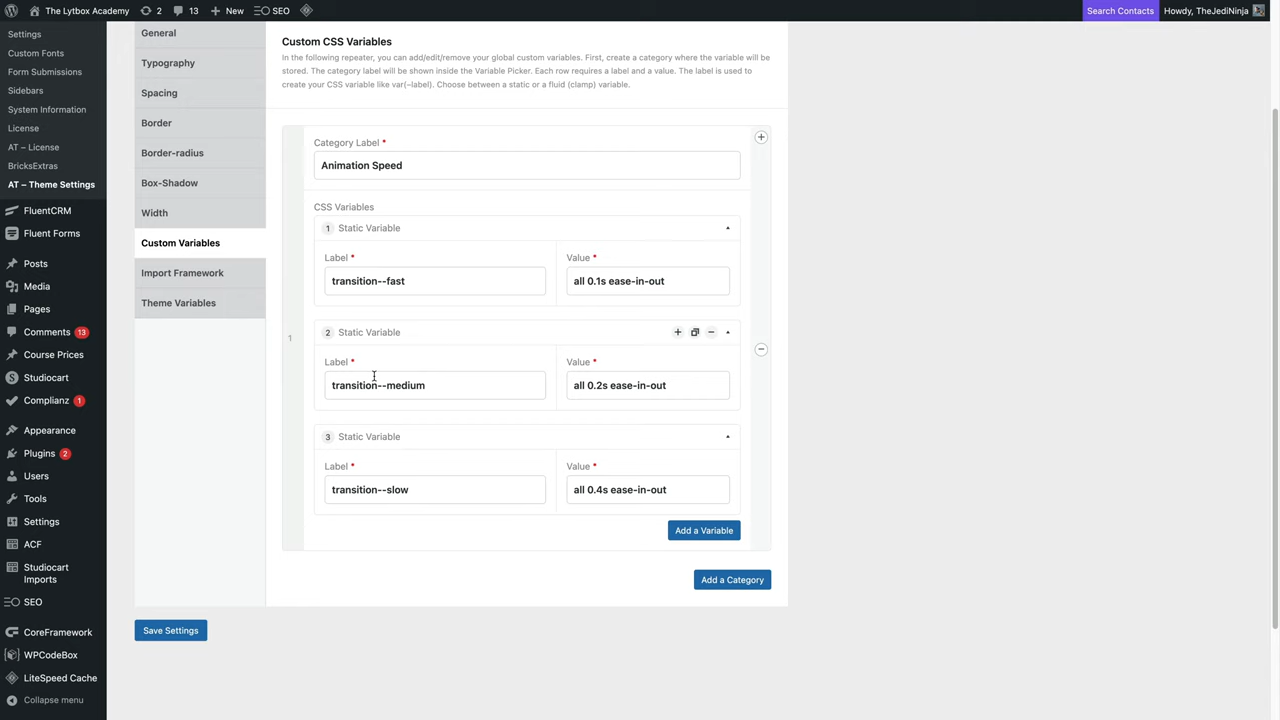 The Lytbox Academy
2
13
New
SEO
Search Contacts
Howdy, TheJediNinja
Settings
Custom Fonts
Form Submissions
Sidebars
System Information
License
AT – License
BricksExtras
AT – Theme Settings
FluentCRM
Fluent Forms
Posts
Media
Pages
Comments 13
Course Prices
Studiocart
Complianz 1
Appearance
Plugins 2
Users
Tools
Settings
ACF
Studiocart
Imports
SEO
CoreFramework
WPCodeBox
LiteSpeed Cache
Collapse menu
General
Typography
Spacing
Border
Border-radius
Box-Shadow
Width
Custom Variables
Import Framework
Theme Variables
Save Settings
Custom CSS Variables
In the following repeater, you can add/edit/remove your global custom variables. First, create a category where the variable will be
stored. The category label will be shown inside the Variable Picker. Each row requires a label and a value. The label is used to
create your CSS variable like var(--label). Choose between a static or a fluid (clamp) variable.
1
Category Label *
Animation Speed
CSS Variables
1 Static Variable
Label *
Value *
transition--fast
all 0.1s ease-in-out
2 Static Variable
Label *
Value *
transition--medium
all 0.2s ease-in-out
3 Static Variable
Label *
Value *
transition--slow
all 0.4s ease-in-out
Add a Variable
Add a Category